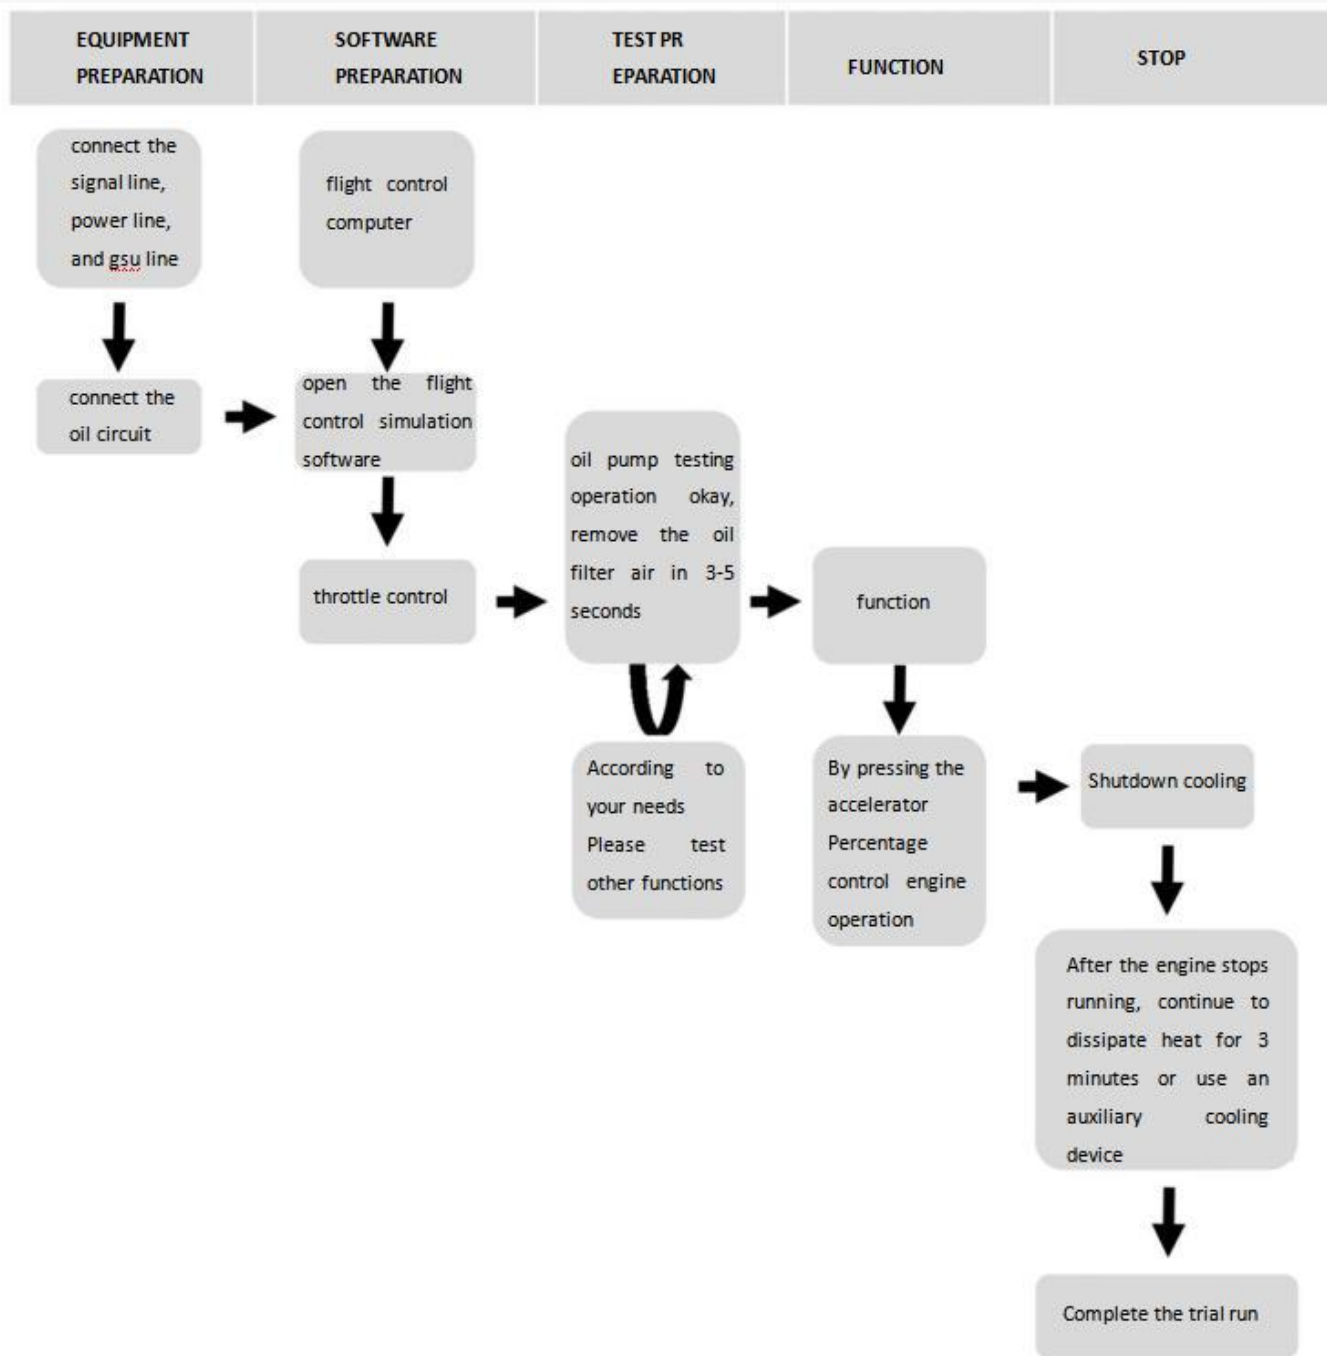 EQUIPMENT
PREPARATION
SOFTWARE
PREPARATION
TEST PR
EPARATION
FUNCTION
STOP
connect the
signal line,
power line,
and gsu line
connect the
oil circuit
flight control
computer
open the flight
control simulation
software
throttle control
oil pump testing
operation okay,
remove the oil
filter air in 3-5
seconds
According to
your needs
Please test
other functions
function
By pressing the
accelerator
Percentage
control engine
operation
Shutdown cooling
After the engine stops
running, continue to
dissipate heat for 3
minutes or use an
auxiliary cooling
device
Complete the trial run